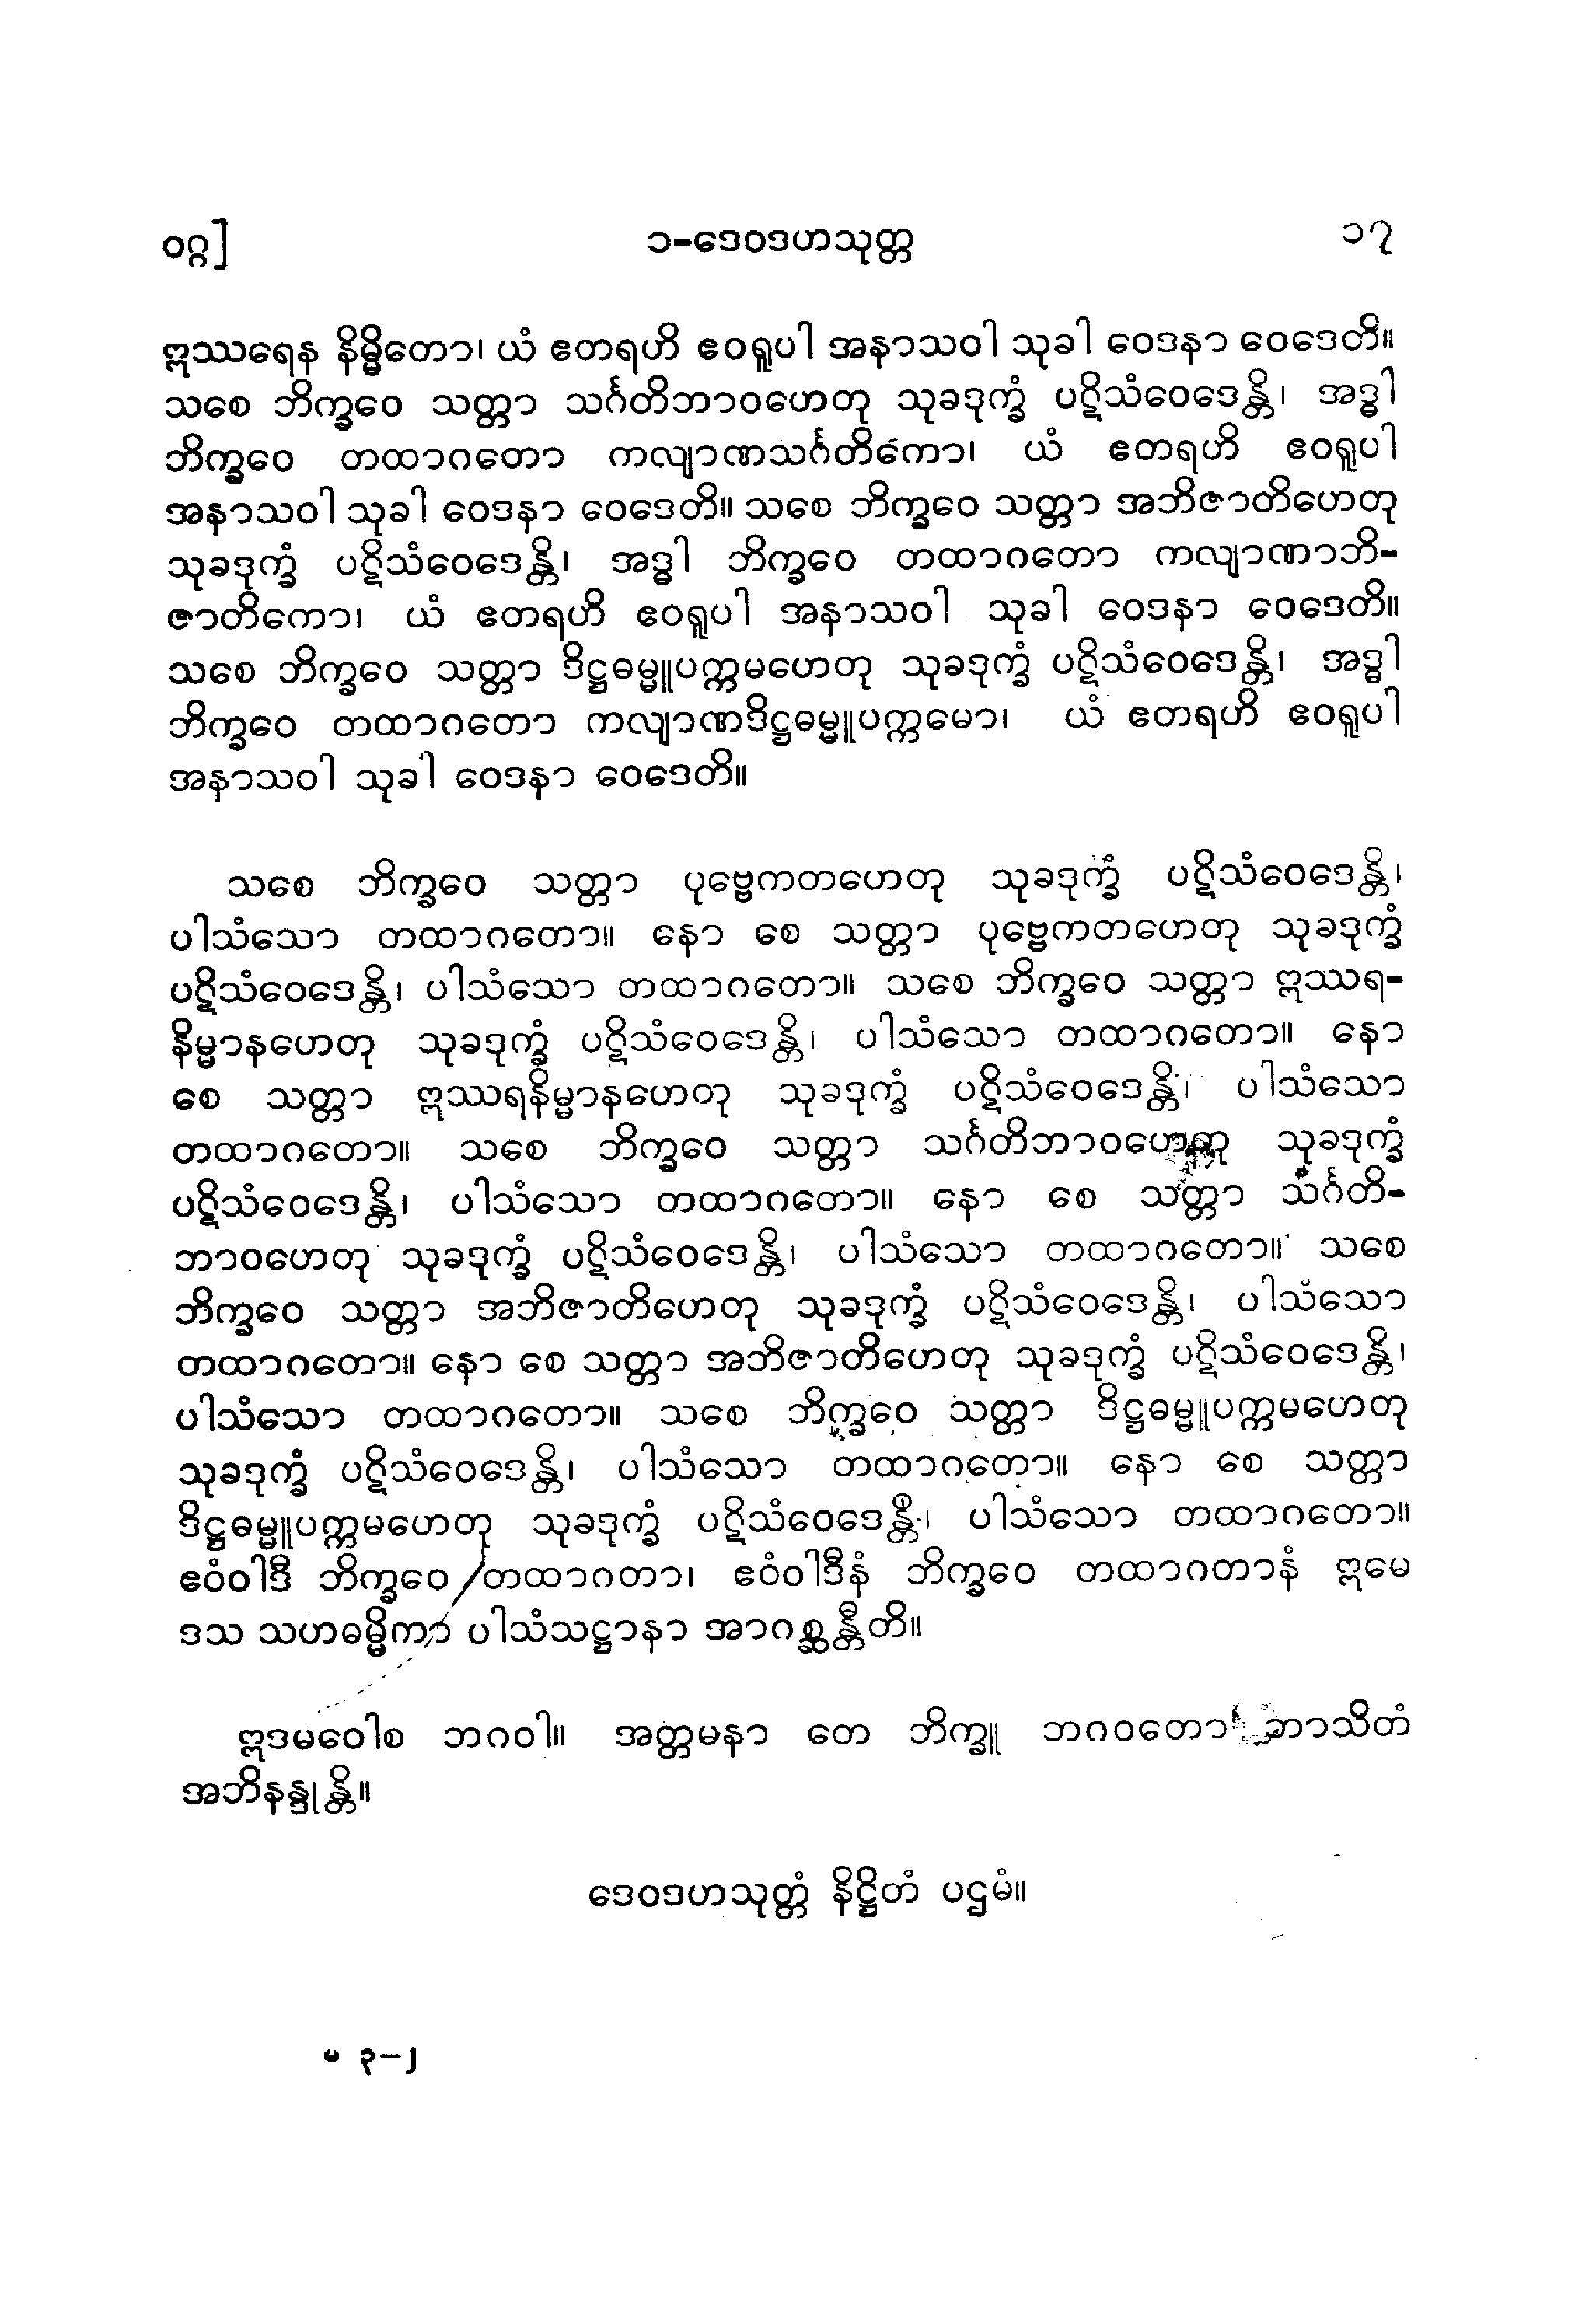 ဝဂ္ဂ]
၁-ဒေဝဒဟသုတ္တ
၁၇
ဣဿရေန နိမ္မိတော၊ ယံ ဧတရဟိ ဧဝရူပါ အနာသဝါ သုခါ ဝေဒနာ ဝေဒေတိ။
သစေ ဘိက္ခဝေ သတ္တာ သင်္ဂတိဘာဝဟေတု သုခဒုက္ခံ ပဋိသံဝေဒေန္တိ၊ အဒ္ဓါ
ဘိက္ခဝေ တထာဂတော ကလျာဏသင်္ဂတိကော၊ ယံ ဧတရဟိ ဧဝရူပါ
အနာသဝါ သုခါ ဝေဒနာ ဝေဒေတိ။ သစေ ဘိက္ခဝေ သတ္တာ အဘိဇာတိဟေတု
သုခဒုက္ခံ ပဋိသံဝေဒေန္တိ၊ အဒ္ဓါ ဘိက္ခဝေ တထာဂတော ကလျာဏာဘိ-
ဇာတိကော၊ ယံ ဧတရဟိ ဧဝရူပါ အနာသဝါ သုခါ ဝေဒနာ ဝေဒေတိ။
သစေ ဘိက္ခဝေ သတ္တာ ဒိဋ္ဌဓမ္မူပက္ကမဟေတု သုခဒုက္ခံ ပဋိသံဝေဒေန္တိ၊ အဒ္ဓါ
ဘိက္ခဝေ တထာဂတော ကလျာဏဒိဋ္ဌဓမ္မူပက္ကမော၊ ယံ ဧတရဟိ ဧဝရူပါ
အနာသဝါ သုခါ ဝေဒနာ ဝေဒေတိ။
သစေ ဘိက္ခဝေ သတ္တာ ပုဗ္ဗေကတဟေတု သုခဒုက္ခံ ပဋိသံဝေဒေန္တိ၊
ပါသံသော တထာဂတော။ နော စေ သတ္တာ ပုဗ္ဗေကတဟေတု သုခဒုက္ခံ
ပဋိသံဝေဒေန္တိ၊ ပါသံသော တထာဂတော။ သစေ ဘိက္ခဝေ သတ္တာ ဣဿရ-
နိမ္မာနဟေတု သုခဒုက္ခံ ပဋိသံဝေဒေန္တိ၊ ပါသံသော တထာဂတော။ နော
စေ သတ္တာ ဣဿရနိမ္မာနဟေတု သုခဒုက္ခံ ပဋိသံဝေဒေန္တိ၊ ပါသံသော
တထာဂတော။ သစေ ဘိက္ခဝေ သတ္တာ သင်္ဂတိဘာဝဟေတု သုခဒုက္ခံ
ပဋိသံဝေဒေန္တိ၊ ပါသံသော တထာဂတော။ နော စေ သတ္တာ သင်္ဂတိ-
ဘာဝဟေတု သုခဒုက္ခံ ပဋိသံဝေဒေန္တိ၊ ပါသံသော တထာဂတော။ သစေ
ဘိက္ခဝေ သတ္တာ အဘိဇာတိဟေတု သုခဒုက္ခံ ပဋိသံဝေဒေန္တိ၊ ပါသံသော
တထာဂတော။ နော စေ သတ္တာ အဘိဇာတိဟေတု သုခဒုက္ခံ ပဋိသံဝေဒေန္တိ၊
ပါသံသော တထာဂတော။ သစေ ဘိက္ခဝေ သတ္တာ ဒိဋ္ဌဓမ္မူပက္ကမဟေတု
သုခဒုက္ခံ ပဋိသံဝေဒေန္တိ၊ ပါသံသော တထာဂတော။ နော စေ သတ္တာ
ဒိဋ္ဌဓမ္မူပက္ကမဟေတု သုခဒုက္ခံ ပဋိသံဝေဒေန္တိ၊ ပါသံသော တထာဂတော။
ဧဝံဝါဒီ ဘိက္ခဝေ တထာဂတာ၊ ဧဝံဝါဒီနံ ဘိက္ခဝေ တထာဂတာနံ ဣမေ
ဒသ သဟဓမ္မိကာ ပါသံသဋ္ဌာနာ အာဂစ္ဆန္တီတိ။
ဣဒမဝေါစ ဘဂဝါ။ အတ္တမနာ တေ ဘိက္ခူ ဘဂဝတော ဘာသိတံ
အဘိနန္ဒုန္တိ။
ဒေဝဒဟသုတ္တံ နိဋ္ဌိတံ ပဌမံ။
မ ၃-၂